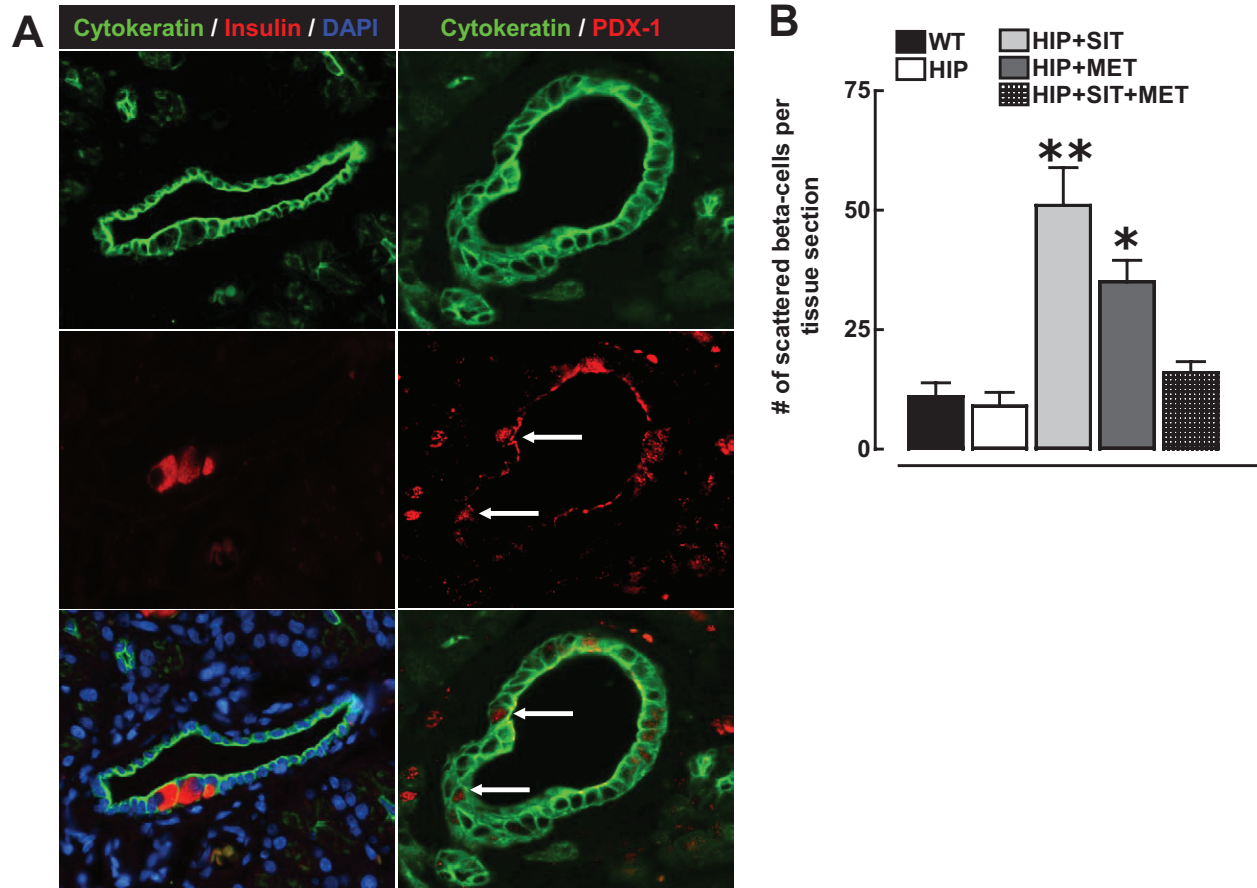 A
Cytokeratin / Insulin / DAPI
Cytokeratin / PDX-1
B
WT
HIP
HIP+SIT
HIP+MET
HIP+SIT+MET
# of scattered beta-cells per
tissue section
75
50
25
0
**
*